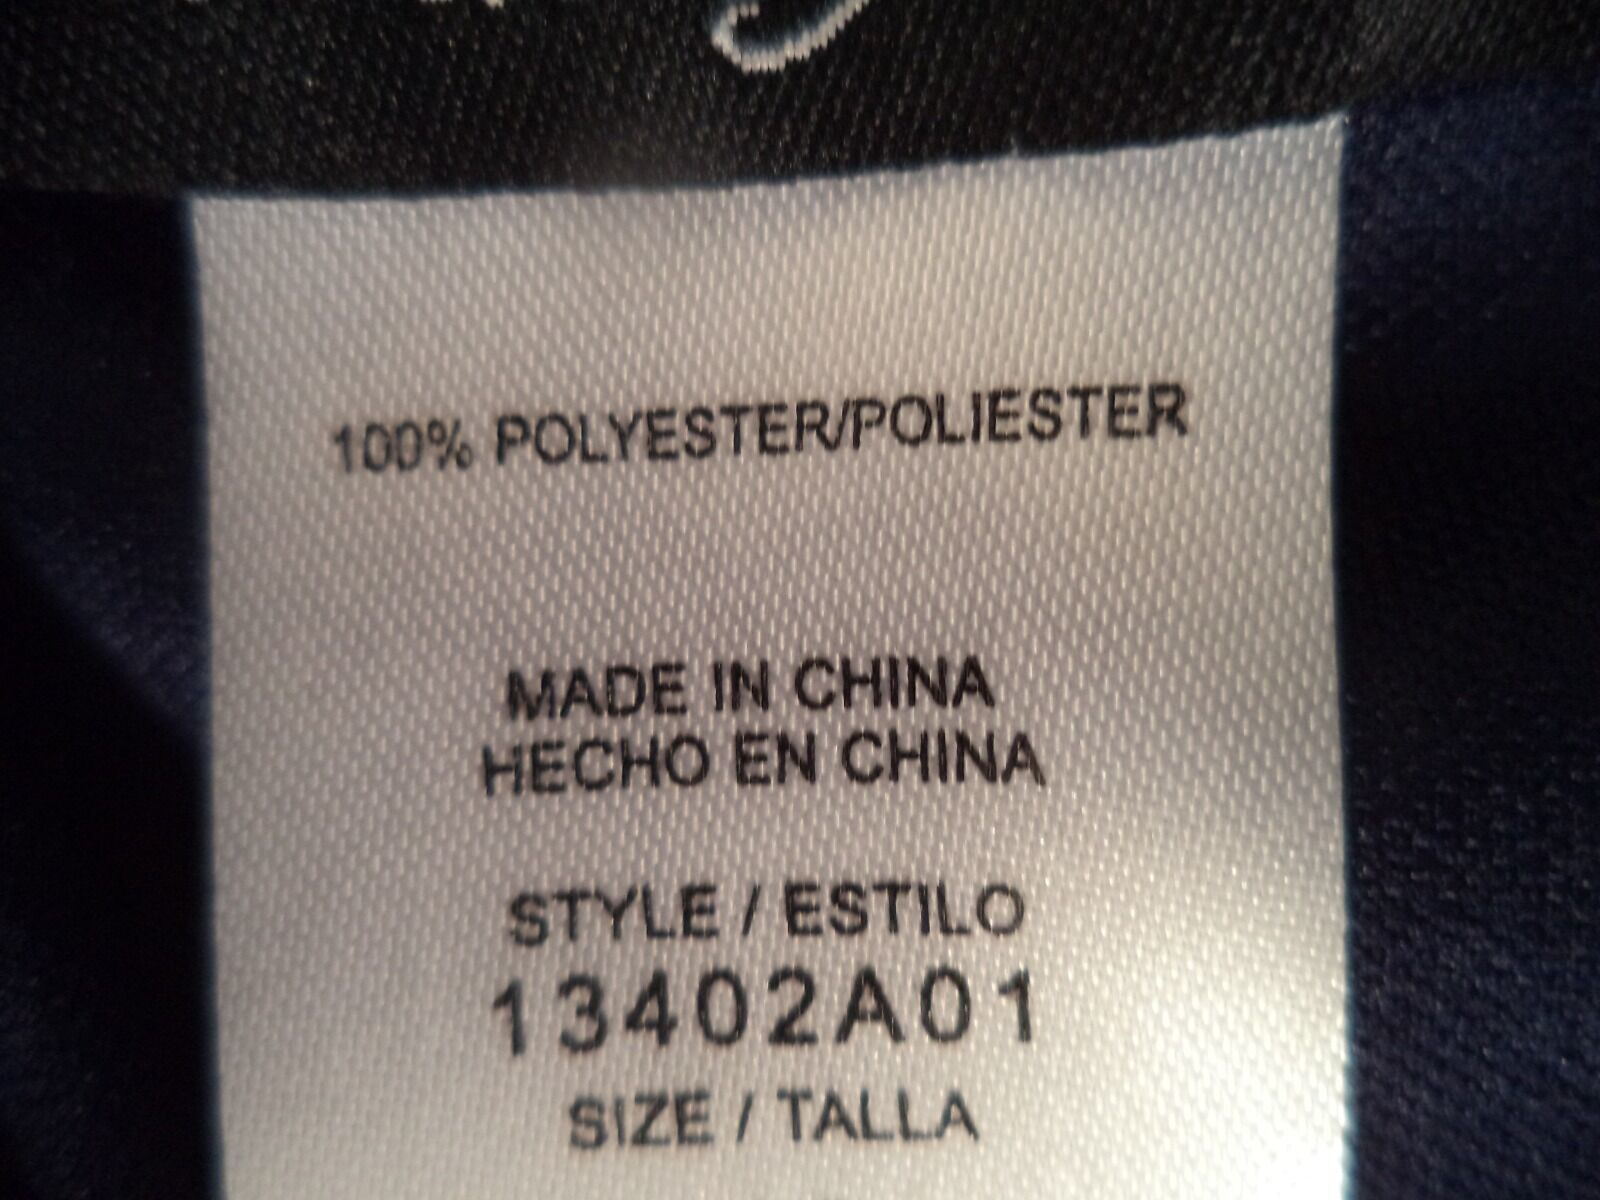 100% POLYESTER/POLIESTER
MADE IN CHINA
HECHO EN CHINA
STYLE / ESTILO
13402A01
SIZE / TALLA